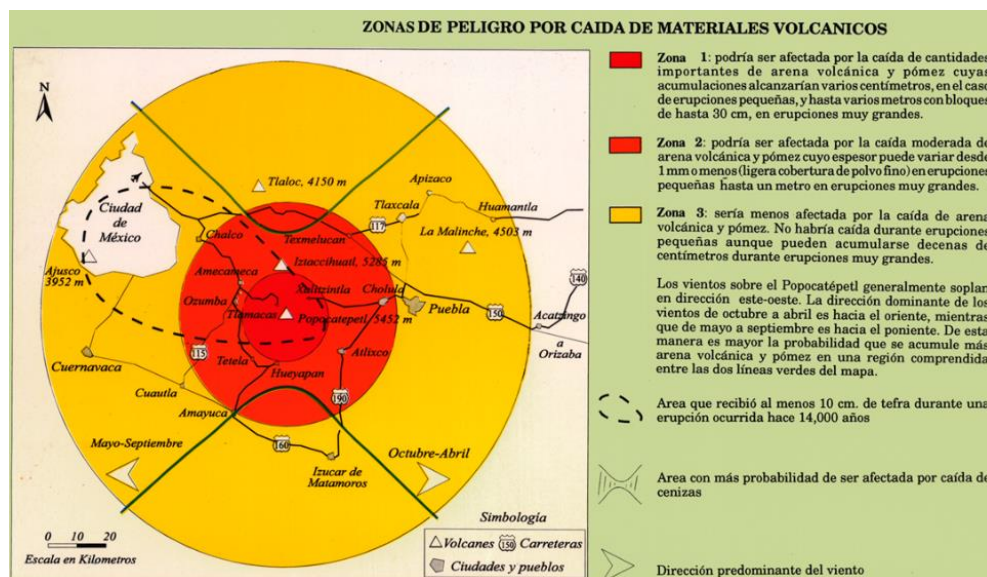 ZONAS DE PELIGRO POR CAIDA DE MATERIALES VOLCANICOS
N
Tlaloc, 4150 m
Apizaco
Ciudad
de
México
Tlaxcala
Huamantla
Chalco
Texmelucan
117
La Malinche, 4503 m
Ajusco
3952 m
Iztaccihuatl, 5285 m
Amecameca
Xalitzintla
Cholula
140
Ozumba
Puebla
Tlamacas
Popocatepetl, 5452 m
150
Acatzingo
a
Orizaba
115
Tetela
Atlixco
Cuernavaca
Hueyapan
Cuautla
190
Amayuca
Mayo-Septiembre
160
Octubre-Abril
Izucar de
Matamoros
0 10 20
Escala en Kilometros
Simbología
Volcanes
150
Carreteras
Ciudades y pueblos
Zona 1: podría ser afectada por la caída de cantidades
importantes de arena volcánica y pómez cuyas
acumulaciones alcanzarían varios centímetros, en el caso
de erupciones pequeñas, y hasta varios metros con bloques
de hasta 30 cm, en erupciones muy grandes.
Zona 2: podría ser afectada por la caída moderada de
arena volcánica y pómez cuyo espesor puede variar desde
1 mm o menos (ligera cobertura de polvo fino) en erupciones
pequeñas hasta un metro en erupciones muy grandes.
Zona 3: sería menos afectada por la caída de arena
volcánica y pómez. No habría caída durante erupciones
pequeñas aunque pueden acumularse decenas de
centímetros durante erupciones muy grandes.
Los vientos sobre el Popocatépetl generalmente soplan
en dirección este-oeste. La dirección dominante de los
vientos de octubre a abril es hacia el oriente, mientras
que de mayo a septiembre es hacia el poniente. De esta
manera es mayor la probabilidad que se acumule más
arena volcánica y pómez en una región comprendida
entre las dos líneas verdes del mapa.
Area que recibió al menos 10 cm. de tefra durante una
erupción ocurrida hace 14,000 años
Area con más probabilidad de ser afectada por caída de
cenizas
Dirección predominante del viento